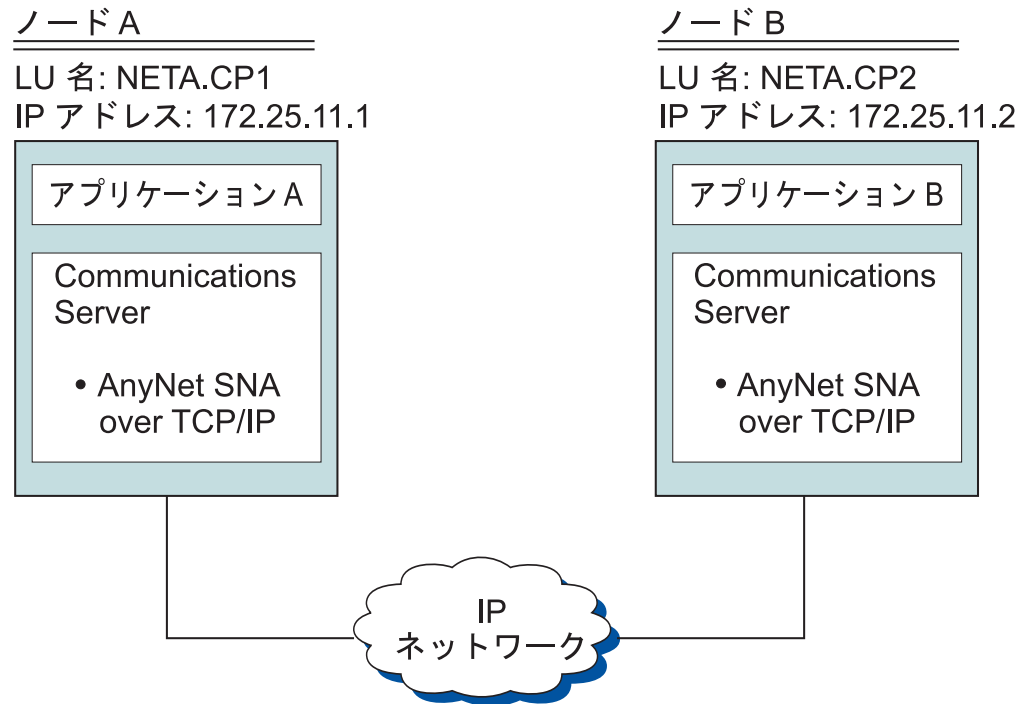 ノード A
LU 名: NETA.CP1
IP アドレス: 172.25.11.1
アプリケーション A
Communications
Server
• AnyNet SNA
over TCP/IP
ノード B
LU 名: NETA.CP2
IP アドレス: 172.25.11.2
アプリケーション B
Communications
Server
• AnyNet SNA
over TCP/IP
IP
ネットワーク